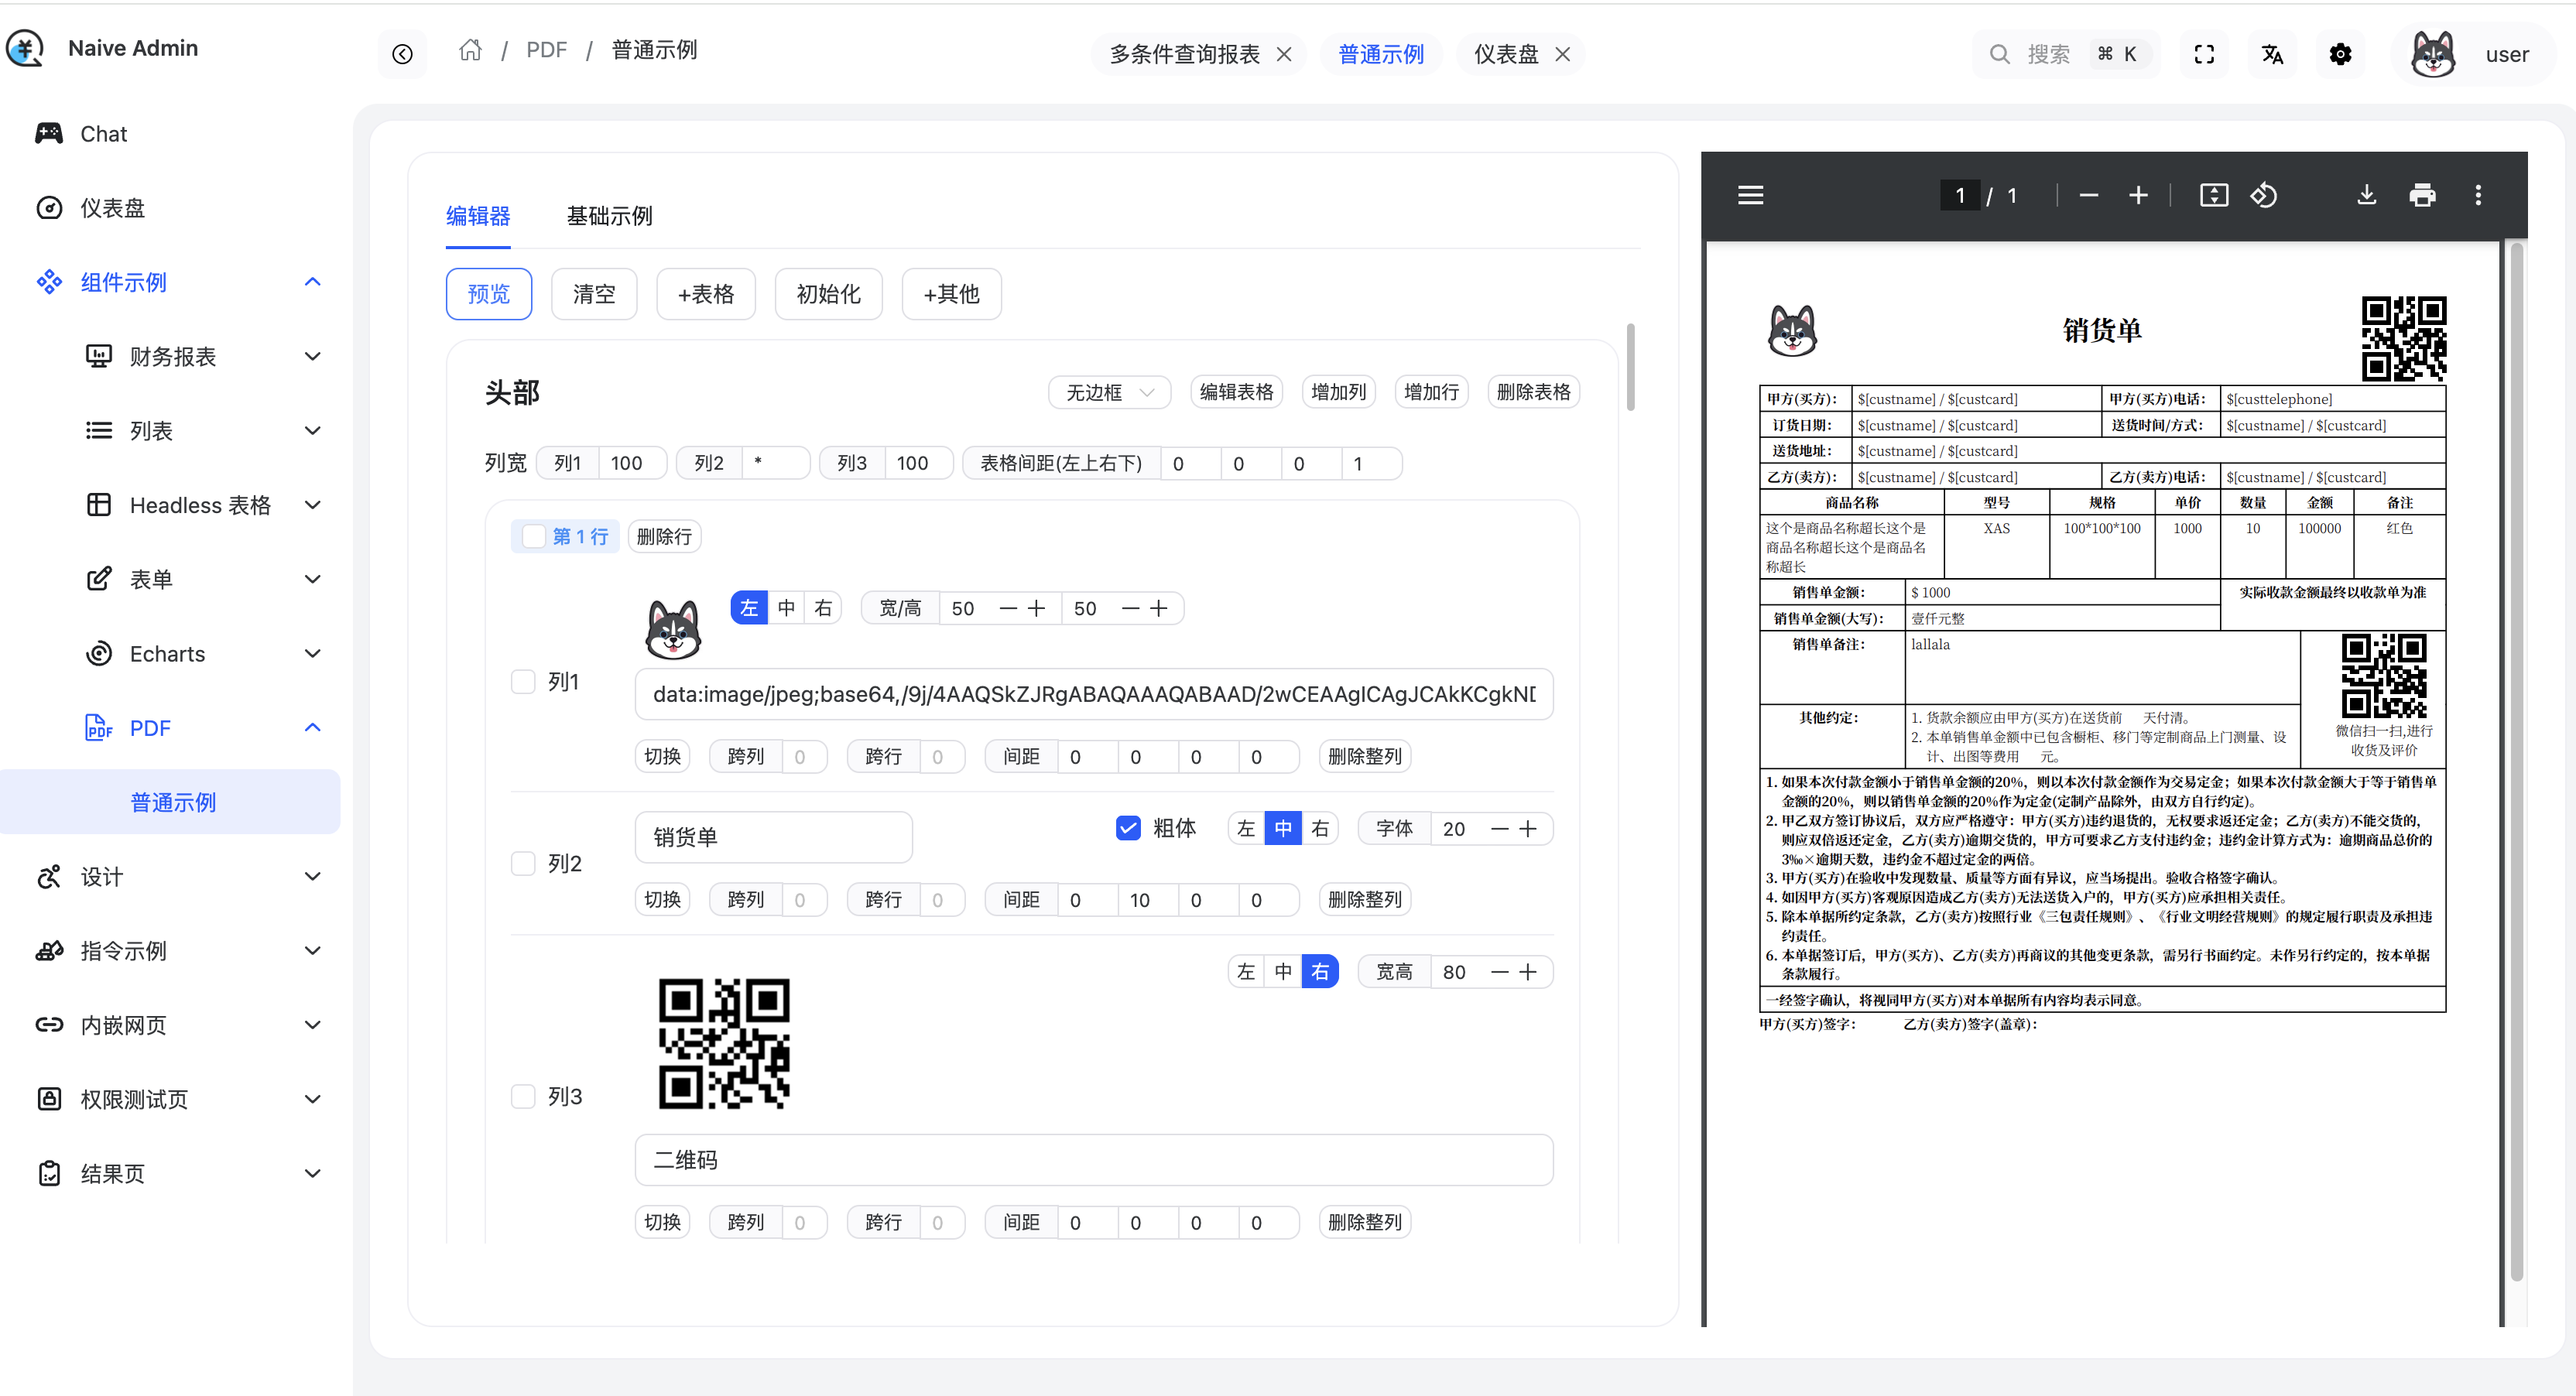 Naive Admin
/ PDF / 普通示例
多条件查询报表
普通示例
仪表盘
搜索 ⌘ K
user
Chat
仪表盘
组件示例
财务报表
列表
Headless 表格
表单
Echarts
PDF
普通示例
设计
指令示例
内嵌网页
权限测试页
结果页
编辑器 基础示例
预览 清空 +表格 初始化 +其他
头部 无边框 编辑表格 增加列 增加行 删除表格
列宽 列1 100 列2 * 列3 100 表格间距(左上右下) 0 0 0 1
第 1 行 删除行
左 中 右 宽/高 50 50
列1
data:image/jpeg;base64,/9j/4AAQSkZJRgABAQAAAQABAAD/2wCEAAgICAgJCAkKCgkND
切换 跨列 0 跨行 0 间距 0 0 0 0 删除整列
销货单 粗体 左 中 右 字体 20
列2
切换 跨列 0 跨行 0 间距 0 10 0 0 删除整列
左 中 右 宽高 80
列3
二维码
切换 跨列 0 跨行 0 间距 0 0 0 0 删除整列
1 / 1
销货单
甲方(买方)： $[custname] / $[custcard] 甲方(买方)电话： $[custtelephone]
订货日期： $[custname] / $[custcard] 送货时间/方式： $[custname] / $[custcard]
送货地址： $[custname] / $[custcard]
乙方(卖方)： $[custname] / $[custcard] 乙方(卖方)电话： $[custname] / $[custcard]
商品名称 型号 规格 单价 数量 金额 备注
这个是商品名称超长这个是 XAS 100*100*100 1000 10 100000 红色
商品名称超长这个是商品名
称超长
销售单金额： $ 1000 实际收款金额最终以收款单为准
销售单金额(大写)： 壹仟元整
销售单备注： lallala
微信扫一扫,进行
收货及评价
其他约定： 1. 货款余额应由甲方(买方)在送货前 天付清。
2. 本单销售单金额中已包含橱柜、移门等定制商品上门测量、设
计、出图等费用 元。
1. 如果本次付款金额小于销售单金额的20%，则以本次付款金额作为交易定金；如果本次付款金额大于等于销售单
金额的20%，则以销售单金额的20%作为定金(定制产品除外，由双方自行约定)。
2. 甲乙双方签订协议后，双方应严格遵守：甲方(买方)违约退货的，无权要求返还定金；乙方(卖方)不能交货的，
则应双倍返还定金，乙方(卖方)逾期交货的，甲方可要求乙方支付违约金；违约金计算方式为：逾期商品总价的
3‰×逾期天数，违约金不超过定金的两倍。
3. 甲方(买方)在验收中发现数量、质量等方面有异议，应当场提出。验收合格签字确认。
4. 如因甲方(买方)客观原因造成乙方(卖方)无法送货入户的，甲方(买方)应承担相关责任。
5. 除本单据所约定条款，乙方(卖方)按照行业《三包责任规则》、《行业文明经营规则》的规定履行职责及承担违
约责任。
6. 本单据签订后，甲方(买方)、乙方(卖方)再商议的其他变更条款，需另行书面约定。未作另行约定的，按本单据
条款履行。
一经签字确认，将视同甲方(买方)对本单据所有内容均表示同意。
甲方(买方)签字： 乙方(卖方)签字(盖章)：